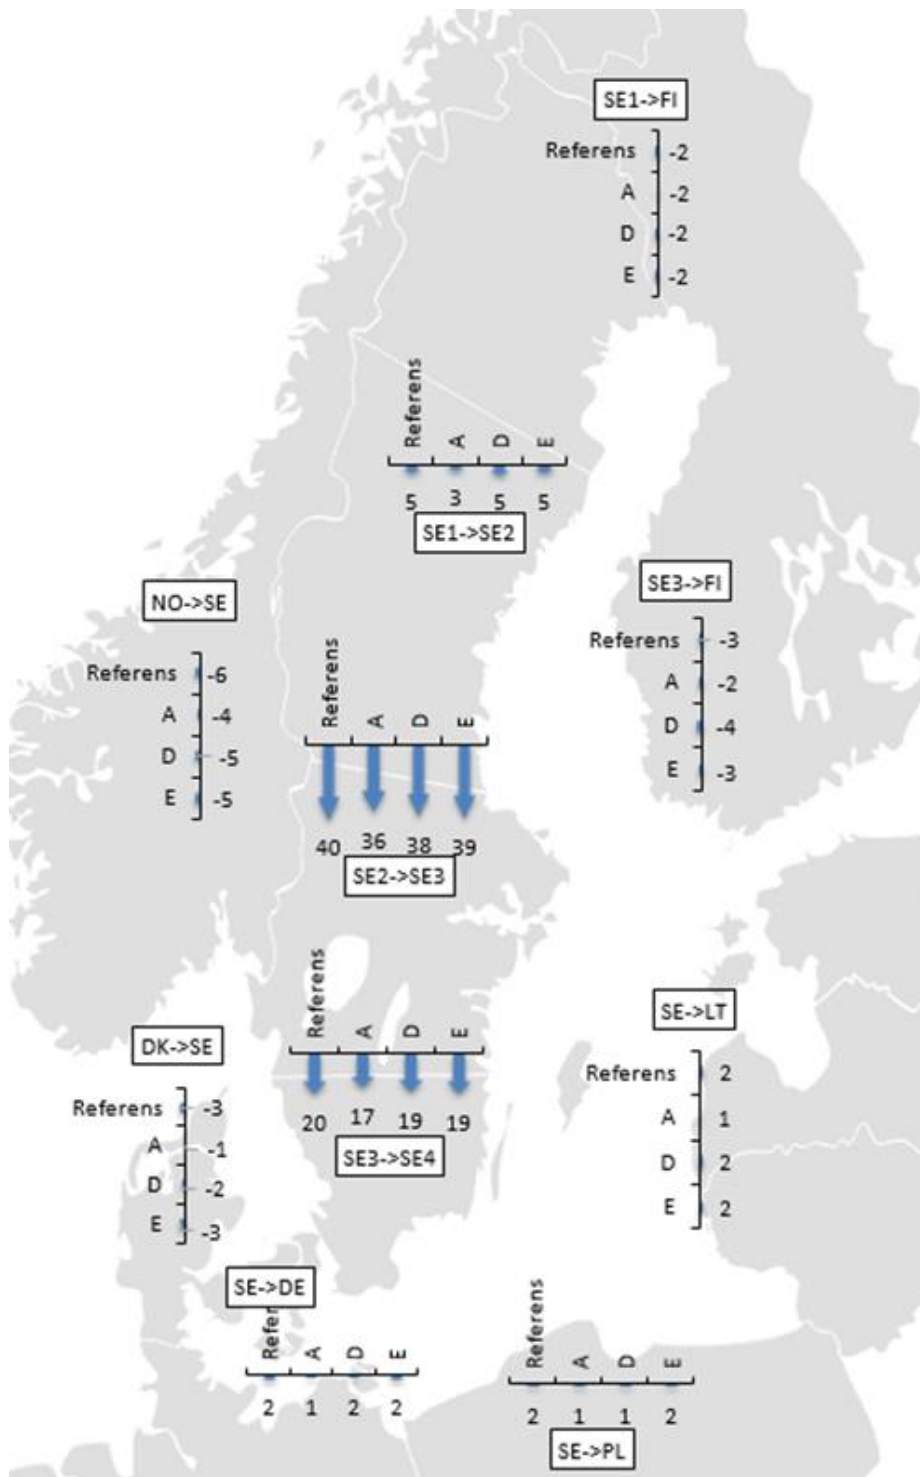 SE1->FI
Referens -2
A -2
D -2
E -2
Referens A D E
5 3 5 5
SE1->SE2
NO->SE
Referens -6
A -4
D -5
E -5
SE3->FI
Referens -3
A -2
D -4
E -3
Referens A D E
40 36 38 39
SE2->SE3
Referens A D E
20 17 19 19
SE3->SE4
DK->SE
Referens -3
A -1
D -2
E -3
SE->LT
Referens 2
A 1
D 2
E 2
SE->DE
Refer A D E
2 1 2 2
Referens A D E
2 1 1 2
SE->PL